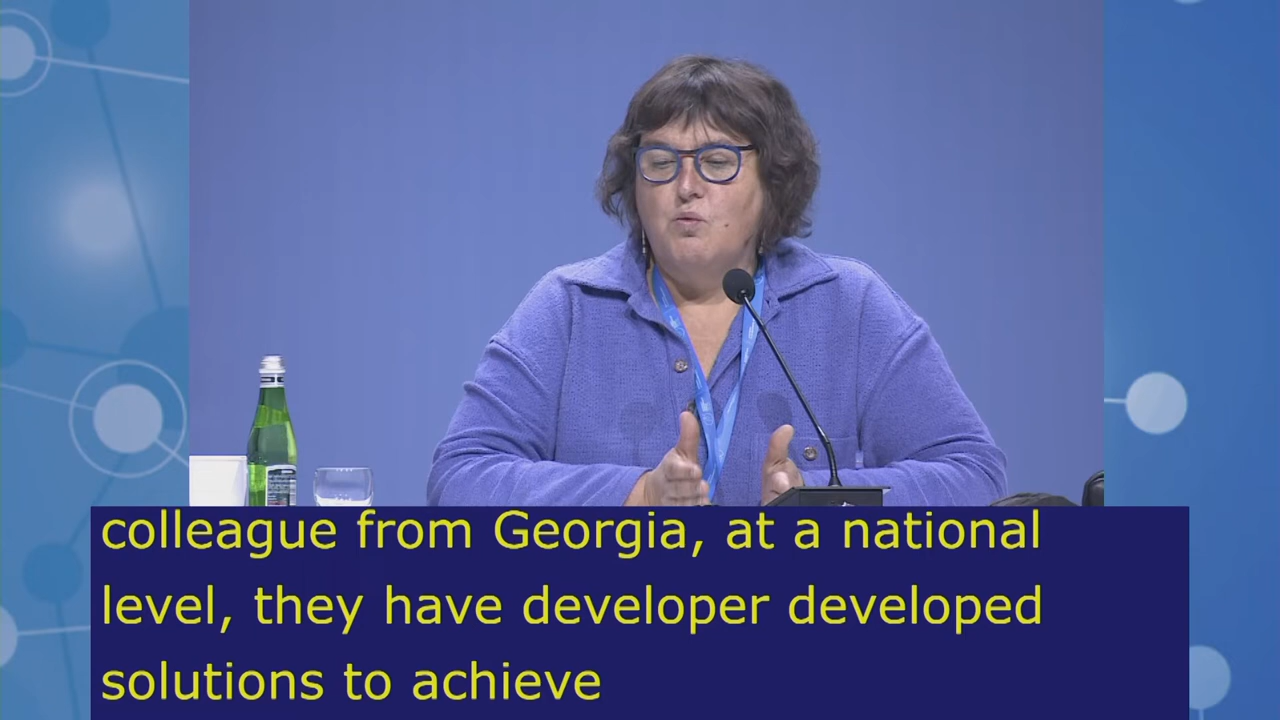 colleague from Georgia, at a national
level, they have developer developed
solutions to achieve